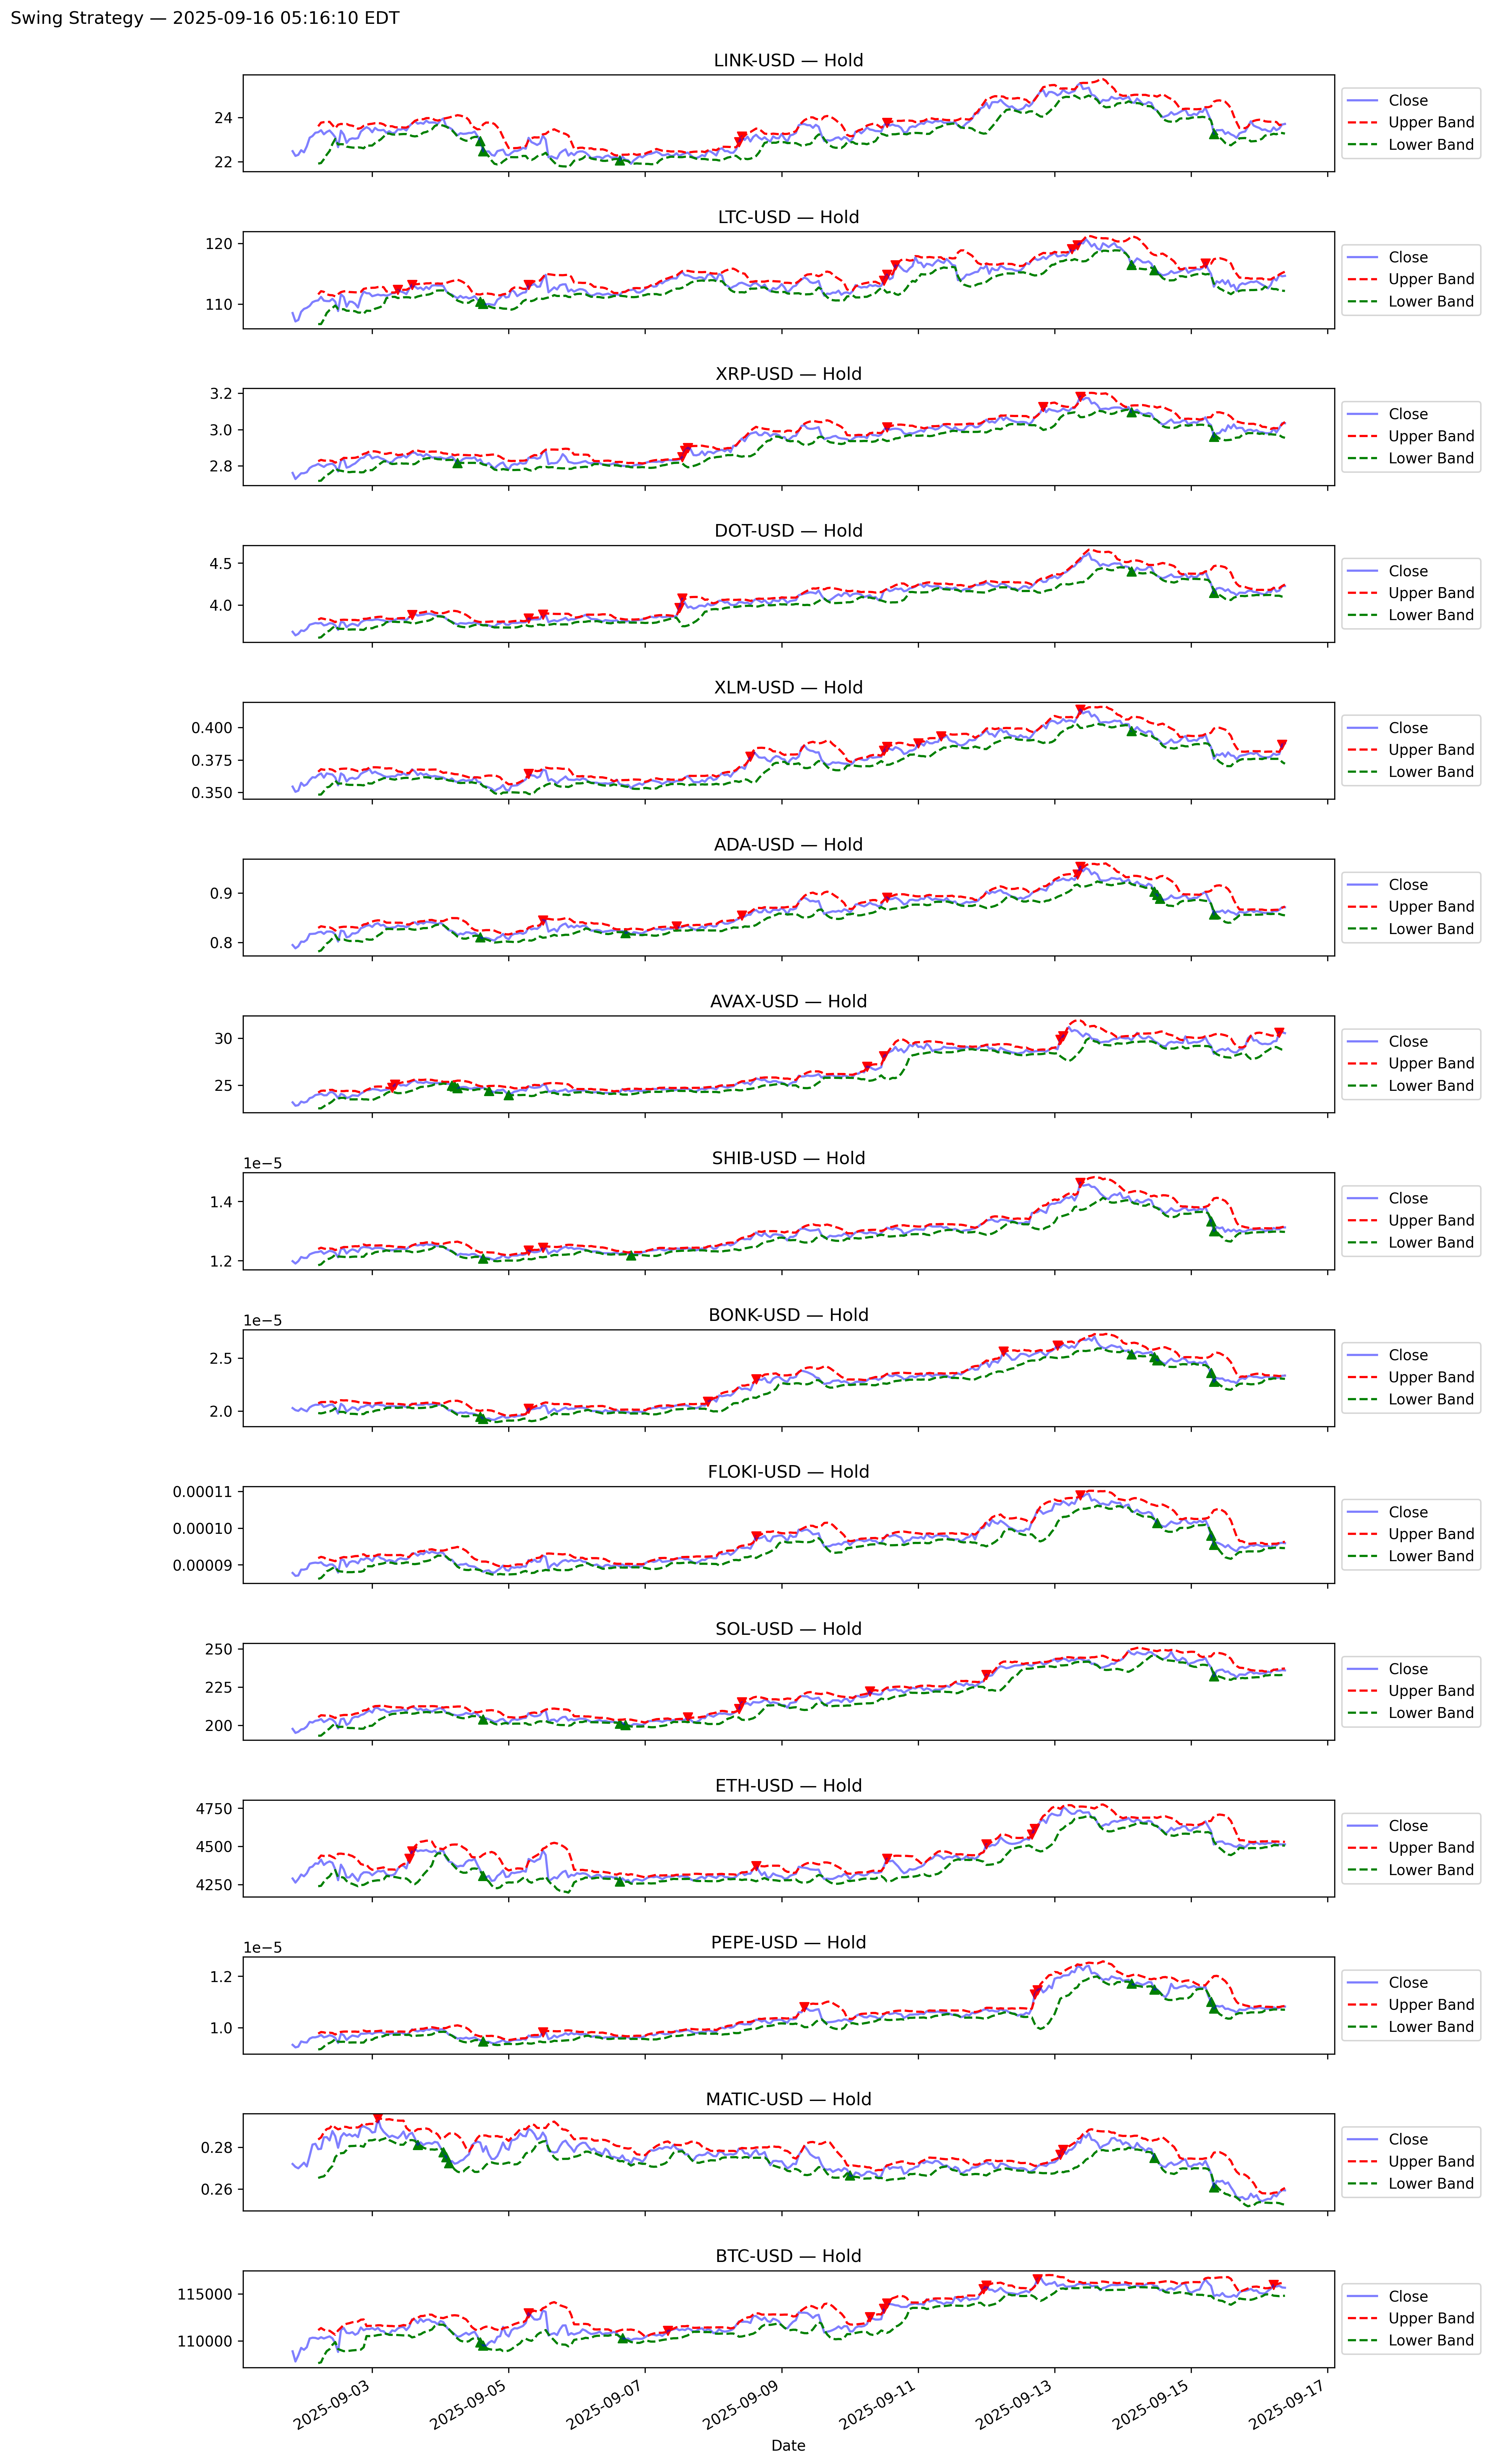 Swing Strategy — 2025-09-16 05:16:10 EDT
LINK-USD — Hold
24
22
Close
Upper Band
Lower Band
LTC-USD — Hold
120
110
Close
Upper Band
Lower Band
XRP-USD — Hold
3.2
3.0
2.8
Close
Upper Band
Lower Band
DOT-USD — Hold
4.5
4.0
Close
Upper Band
Lower Band
XLM-USD — Hold
0.400
0.375
0.350
Close
Upper Band
Lower Band
ADA-USD — Hold
0.9
0.8
Close
Upper Band
Lower Band
AVAX-USD — Hold
30
25
Close
Upper Band
Lower Band
SHIB-USD — Hold
1e−5
1.4
1.2
Close
Upper Band
Lower Band
BONK-USD — Hold
1e−5
2.5
2.0
Close
Upper Band
Lower Band
FLOKI-USD — Hold
0.00011
0.00010
0.00009
Close
Upper Band
Lower Band
SOL-USD — Hold
250
225
200
Close
Upper Band
Lower Band
ETH-USD — Hold
4750
4500
4250
Close
Upper Band
Lower Band
PEPE-USD — Hold
1e−5
1.2
1.0
Close
Upper Band
Lower Band
MATIC-USD — Hold
0.28
0.26
Close
Upper Band
Lower Band
BTC-USD — Hold
115000
110000
Close
Upper Band
Lower Band
2025-09-03
2025-09-05
2025-09-07
2025-09-09
2025-09-11
2025-09-13
2025-09-15
2025-09-17
Date